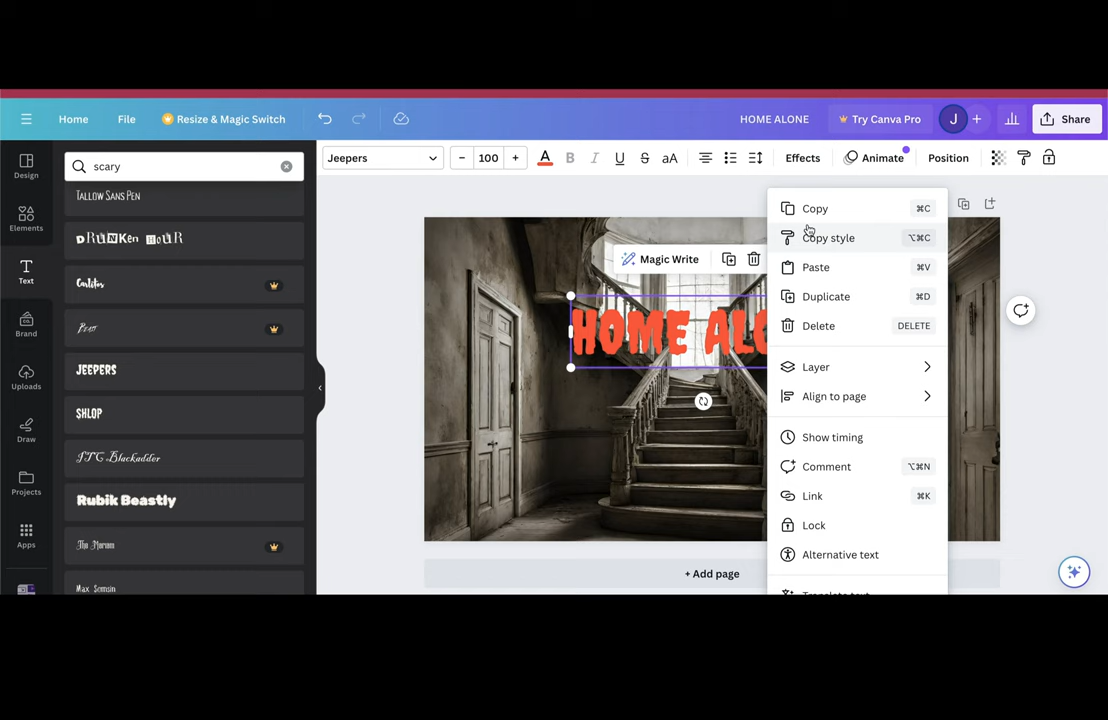 Home
File
Resize & Magic Switch
HOME ALONE
Try Canva Pro
J
+
Share
Design
Elements
Text
Brand
Uploads
Draw
Projects
Apps
scary
TALLOW SANS PEN
DRUNKEN HOUR
JEEPERS
SHLOP
ITC Blackadder
Rubik Beastly
Jeepers
− 100 +
A B I U S aA
Effects
Animate
Position
Magic Write
HOME ALO
Copy ⌘C
Copy style ⌥⌘C
Paste ⌘V
Duplicate ⌘D
Delete DELETE
Layer
Align to page
Show timing
Comment ⌥⌘N
Link ⌘K
Lock
Alternative text
+ Add page